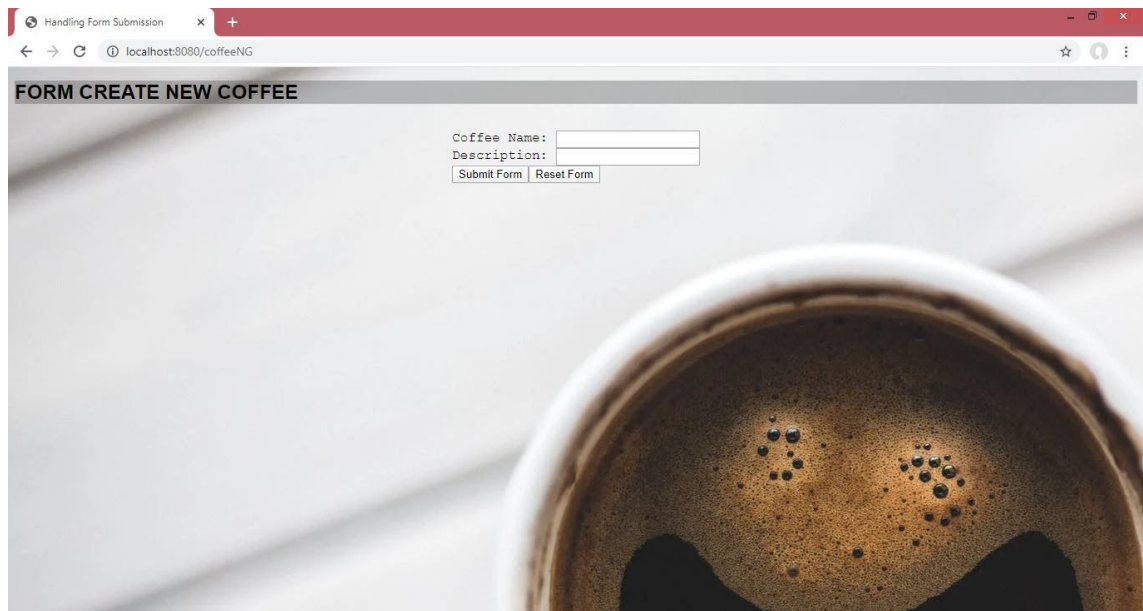 Handling Form Submission
localhost:8080/coffeeNG
FORM CREATE NEW COFFEE
Coffee Name:
Description:
Submit Form Reset Form